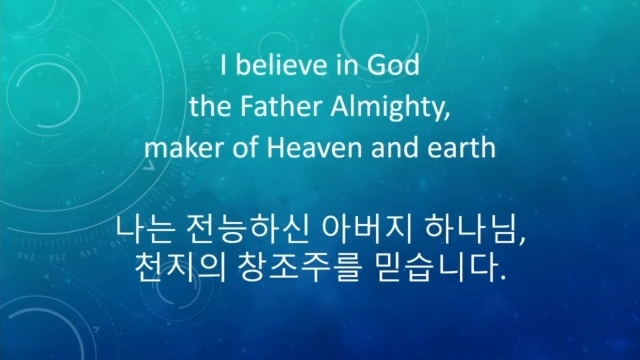 I believe in God
the Father Almighty,
maker of Heaven and earth
나는 전능하신 아버지 하나님,
천지의 창조주를 믿습니다.